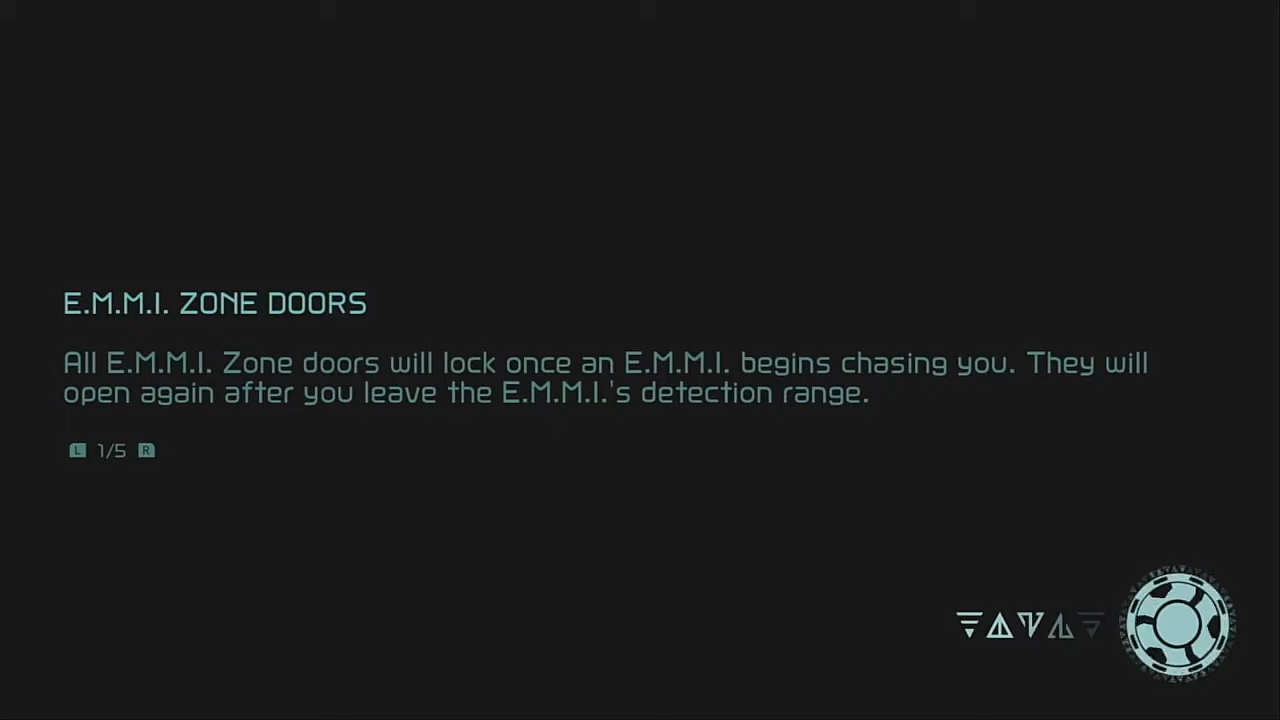 E.M.M.I. ZONE DOORS
All E.M.M.I. Zone doors will lock once an E.M.M.I. begins chasing you. They will
open again after you leave the E.M.M.I.'s detection range.
L 1/5 R